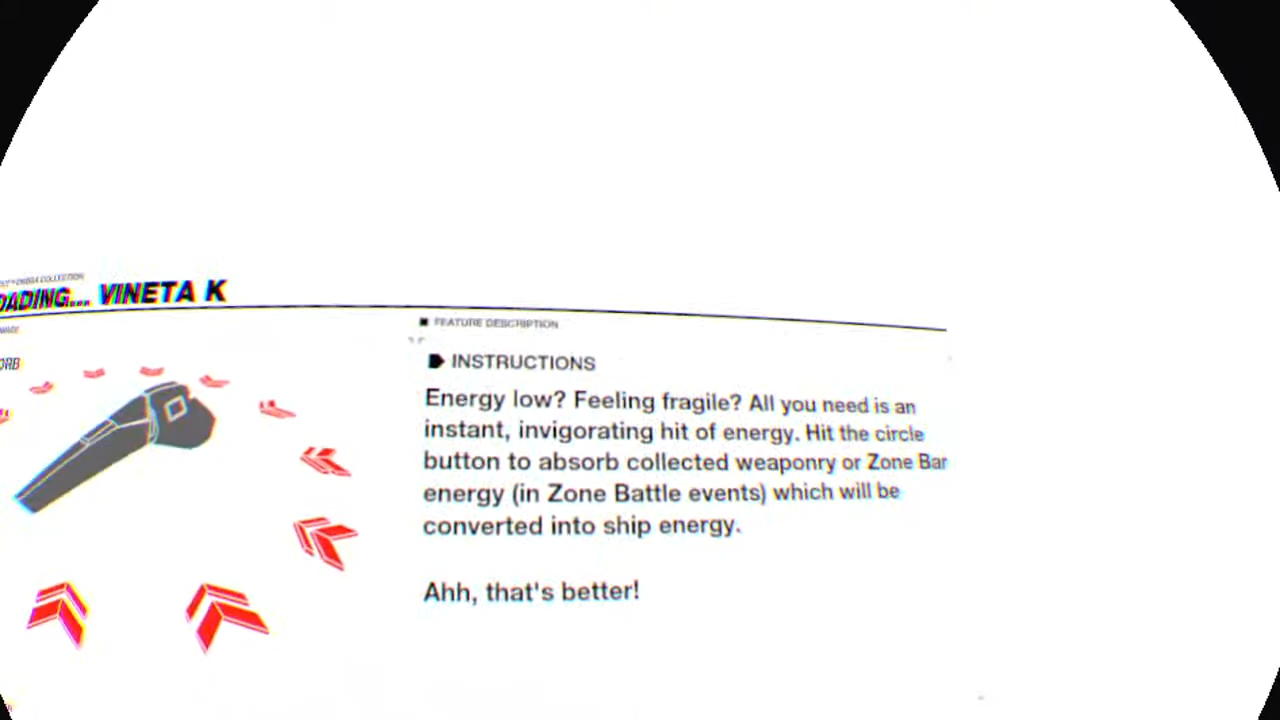 COLLECTION
OADING... VINETA K
FEATURE DESCRIPTION
ORB
INSTRUCTIONS
Energy low? Feeling fragile? All you need is an
instant, invigorating hit of energy. Hit the circle
button to absorb collected weaponry or Zone Bar
energy (in Zone Battle events) which will be
converted into ship energy.
Ahh, that's better!